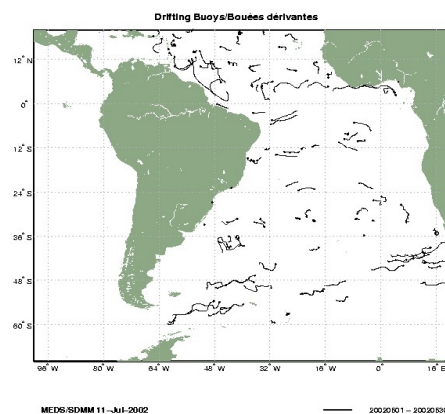 Drifting Buoys/Bouées dérivantes
12° N
0°
12° S
24° S
36° S
48° S
60° S
96° W 80° W 64° W 48° W 32° W 16° W 0° 16° E
MEDS/SDMM 11-Jul-2002